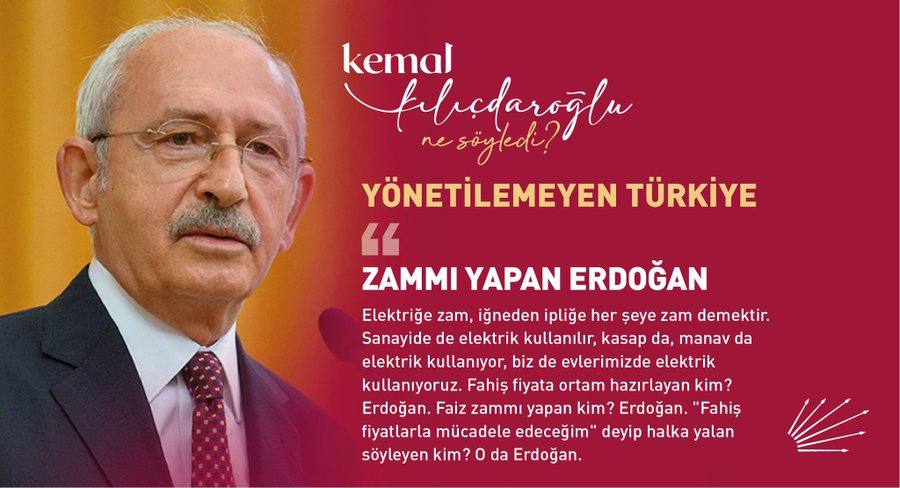 kemal
kılıçdaroğlu
ne söyledi?
YÖNETİLEMEYEN TÜRKİYE
“
ZAMMI YAPAN ERDOĞAN
Elektriğe zam, iğneden ipliğe her şeye zam demektir.
Sanayide de elektrik kullanılır, kasap da, manav da
elektrik kullanıyor, biz de evlerimizde elektrik
kullanıyoruz. Fahiş fiyata ortam hazırlayan kim?
Erdoğan. Faiz zammı yapan kim? Erdoğan. "Fahiş
fiyatlarla mücadele edeceğim" deyip halka yalan
söyleyen kim? O da Erdoğan.